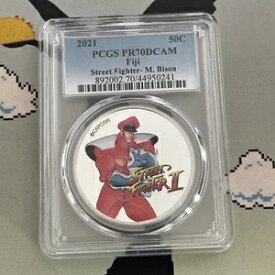 2021 50C
PCGS PR70DCAM
Fiji
Street Fighter- M. Bison
892002.70/44950241
©CAPCOM
STREET
FIGHTER II